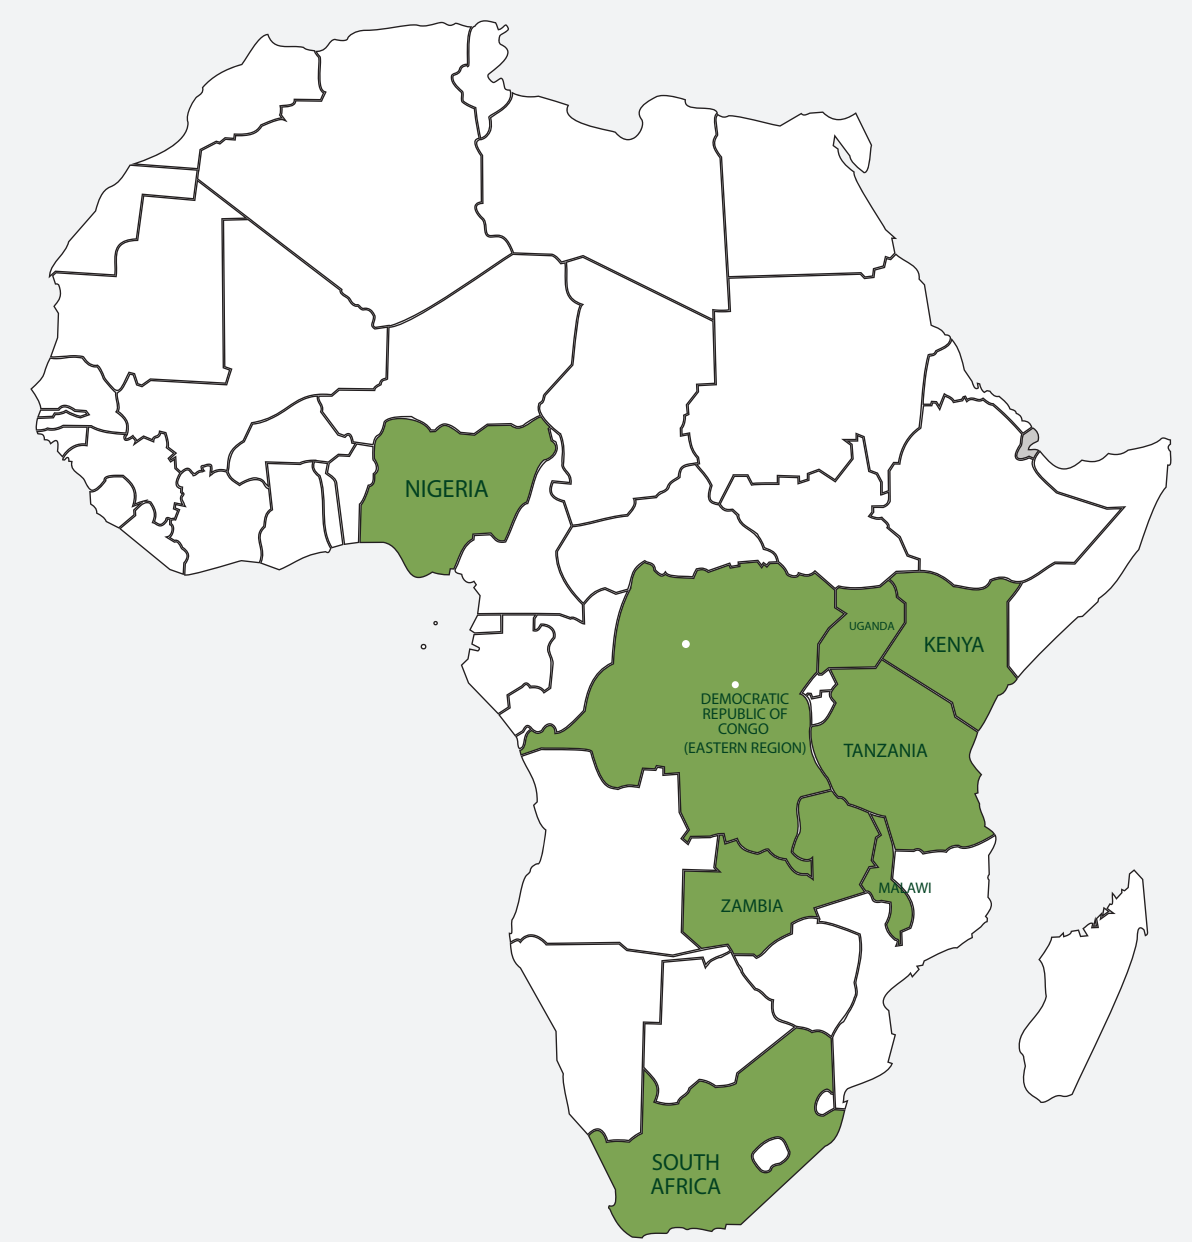 NIGERIA
UGANDA
KENYA
DEMOCRATIC
REPUBLIC OF
CONGO
(EASTERN REGION)
TANZANIA
MALAWI
ZAMBIA
SOUTH
AFRICA